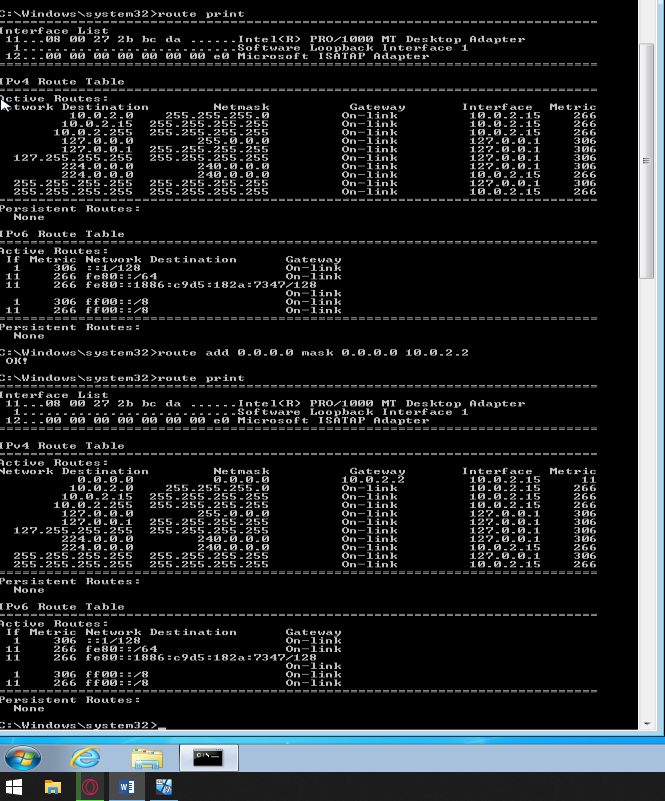 C:\Windows\system32>route print
===========================================================================
Interface List
 11...08 00 27 2b bc da ......Intel(R) PRO/1000 MT Desktop Adapter
  1...........................Software Loopback Interface 1
 12...00 00 00 00 00 00 00 e0 Microsoft ISATAP Adapter
===========================================================================
IPv4 Route Table
===========================================================================
Active Routes:
Network Destination        Netmask          Gateway       Interface  Metric
10.0.2.0    255.255.255.0         On-link         10.0.2.15    266
10.0.2.15  255.255.255.255         On-link         10.0.2.15    266
10.0.2.255  255.255.255.255         On-link         10.0.2.15    266
127.0.0.0        255.0.0.0         On-link         127.0.0.1    306
127.0.0.1  255.255.255.255         On-link         127.0.0.1    306
127.255.255.255  255.255.255.255         On-link         127.0.0.1    306
224.0.0.0        240.0.0.0         On-link         127.0.0.1    306
224.0.0.0        240.0.0.0         On-link         10.0.2.15    266
255.255.255.255  255.255.255.255         On-link         127.0.0.1    306
255.255.255.255  255.255.255.255         On-link         10.0.2.15    266
===========================================================================
Persistent Routes:
  None
IPv6 Route Table
===========================================================================
Active Routes:
 If Metric Network Destination      Gateway
  1    306 ::1/128                  On-link
 11    266 fe80::/64                On-link
 11    266 fe80::1886:c9d5:182a:7347/128
                                    On-link
  1    306 ff00::/8                 On-link
 11    266 ff00::/8                 On-link
===========================================================================
Persistent Routes:
  None
C:\Windows\system32>route add 0.0.0.0 mask 0.0.0.0 10.0.2.2
 OK!
C:\Windows\system32>route print
===========================================================================
Interface List
 11...08 00 27 2b bc da ......Intel(R) PRO/1000 MT Desktop Adapter
  1...........................Software Loopback Interface 1
 12...00 00 00 00 00 00 00 e0 Microsoft ISATAP Adapter
===========================================================================
IPv4 Route Table
===========================================================================
Active Routes:
Network Destination        Netmask          Gateway       Interface  Metric
0.0.0.0          0.0.0.0         10.0.2.2        10.0.2.15     11
10.0.2.0    255.255.255.0         On-link         10.0.2.15    266
10.0.2.15  255.255.255.255         On-link         10.0.2.15    266
10.0.2.255  255.255.255.255         On-link         10.0.2.15    266
127.0.0.0        255.0.0.0         On-link         127.0.0.1    306
127.0.0.1  255.255.255.255         On-link         127.0.0.1    306
127.255.255.255  255.255.255.255         On-link         127.0.0.1    306
224.0.0.0        240.0.0.0         On-link         127.0.0.1    306
224.0.0.0        240.0.0.0         On-link         10.0.2.15    266
255.255.255.255  255.255.255.255         On-link         127.0.0.1    306
255.255.255.255  255.255.255.255         On-link         10.0.2.15    266
===========================================================================
Persistent Routes:
  None
IPv6 Route Table
===========================================================================
Active Routes:
 If Metric Network Destination      Gateway
  1    306 ::1/128                  On-link
 11    266 fe80::/64                On-link
 11    266 fe80::1886:c9d5:182a:7347/128
                                    On-link
  1    306 ff00::/8                 On-link
 11    266 ff00::/8                 On-link
===========================================================================
Persistent Routes:
  None
C:\Windows\system32>_